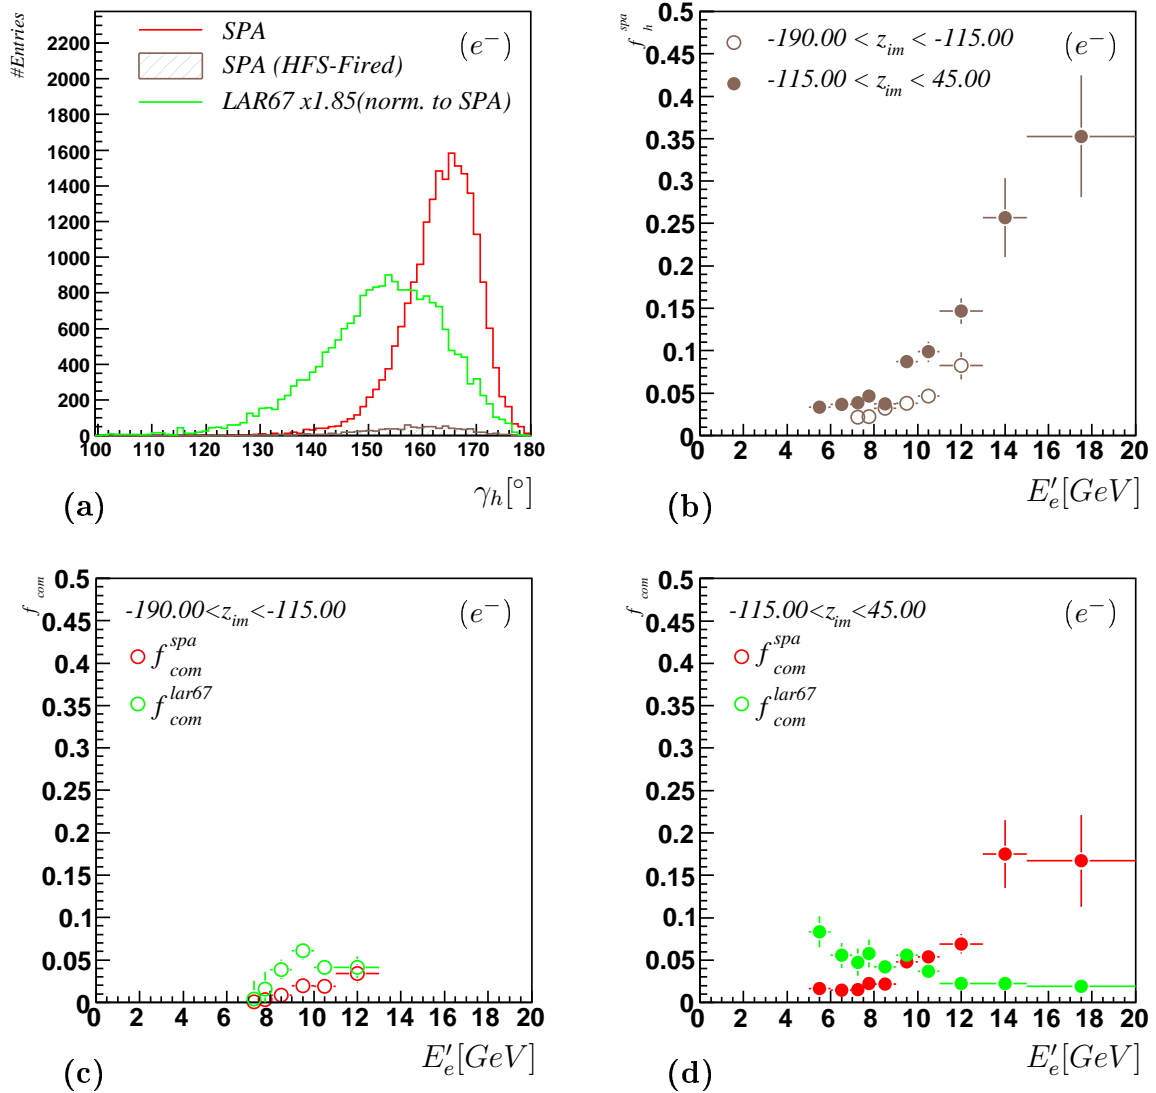 #Entries
2200
2000
1800
1600
1400
1200
1000
800
600
400
200
0
SPA
SPA (HFS-Fired)
LAR67 x1.85(norm. to SPA)
(e⁻)
100 110 120 130 140 150 160 170 180
γ_h[°]
(a)
f_h^spa
0.5
0.45
0.4
0.35
0.3
0.25
0.2
0.15
0.1
0.05
0
-190.00 < z_im < -115.00
-115.00 < z_im < 45.00
(e⁻)
0 2 4 6 8 10 12 14 16 18 20
E′_e[GeV]
(b)
f_com
0.5
0.45
0.4
0.35
0.3
0.25
0.2
0.15
0.1
0.05
0
-190.00<z_im<-115.00
(e⁻)
f_com^spa
f_com^lar67
0 2 4 6 8 10 12 14 16 18 20
E′_e[GeV]
(c)
f_com
0.5
0.45
0.4
0.35
0.3
0.25
0.2
0.15
0.1
0.05
0
-115.00<z_im<45.00
(e⁻)
f_com^spa
f_com^lar67
0 2 4 6 8 10 12 14 16 18 20
E′_e[GeV]
(d)